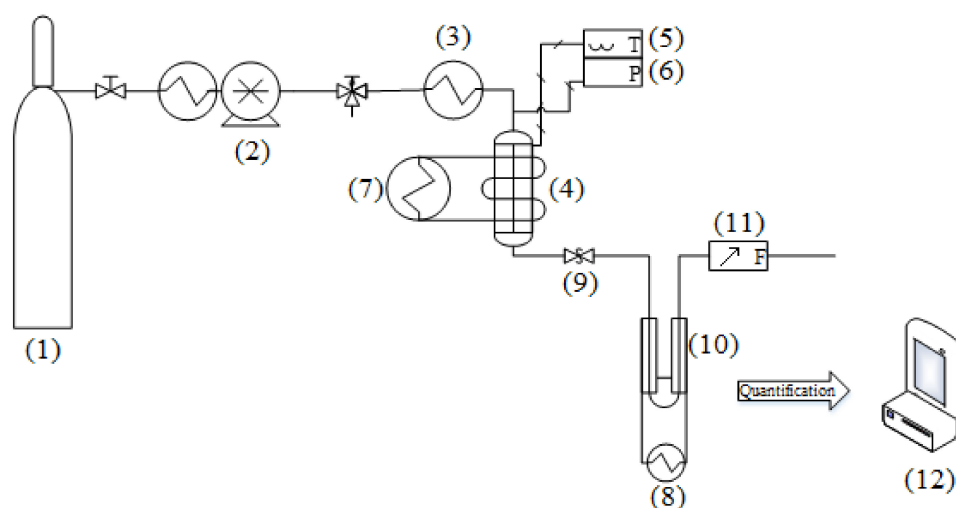 (3)
T (5)
P (6)
(2)
(7)
(4)
(11)
F
(9)
(1)
(10)
Quantification
(8)
(12)